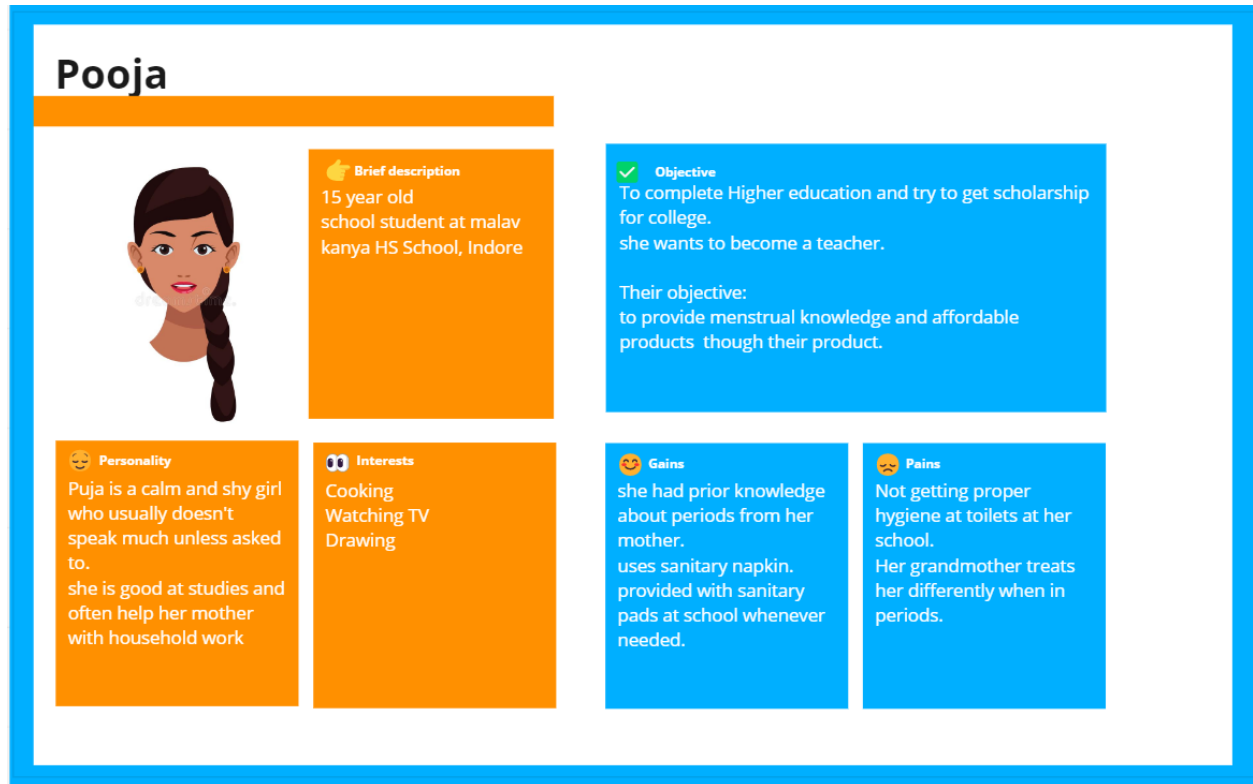 Pooja
Brief description
15 year old
school student at malav
kanya HS School, Indore
Objective
To complete Higher education and try to get scholarship
for college.
she wants to become a teacher.
Their objective:
to provide menstrual knowledge and affordable
products  though their product.
Personality
Puja is a calm and shy girl
who usually doesn't
speak much unless asked
to.
she is good at studies and
often help her mother
with household work
Interests
Cooking
Watching TV
Drawing
Gains
she had prior knowledge
about periods from her
mother.
uses sanitary napkin.
provided with sanitary
pads at school whenever
needed.
Pains
Not getting proper
hygiene at toilets at her
school.
Her grandmother treats
her differently when in
periods.